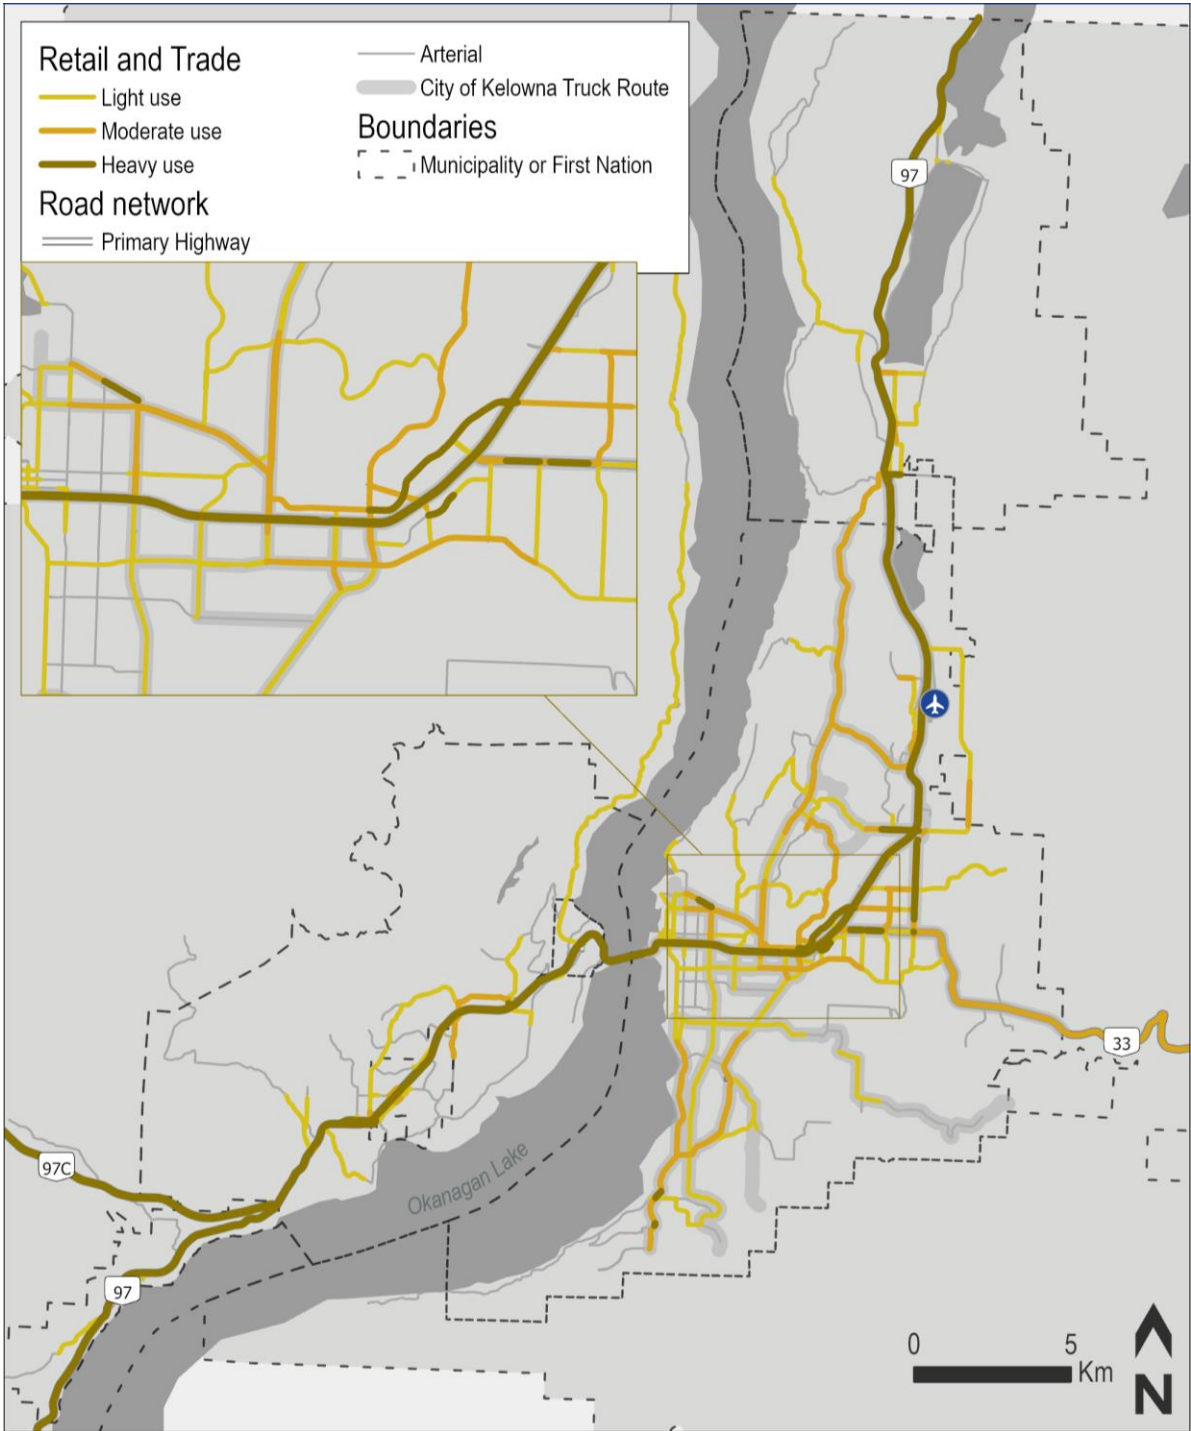 Retail and Trade
Light use
Moderate use
Heavy use
Road network
Primary Highway
Arterial
City of Kelowna Truck Route
Boundaries
Municipality or First Nation
97
33
97C
Okanagan Lake
97
0 5
Km
N